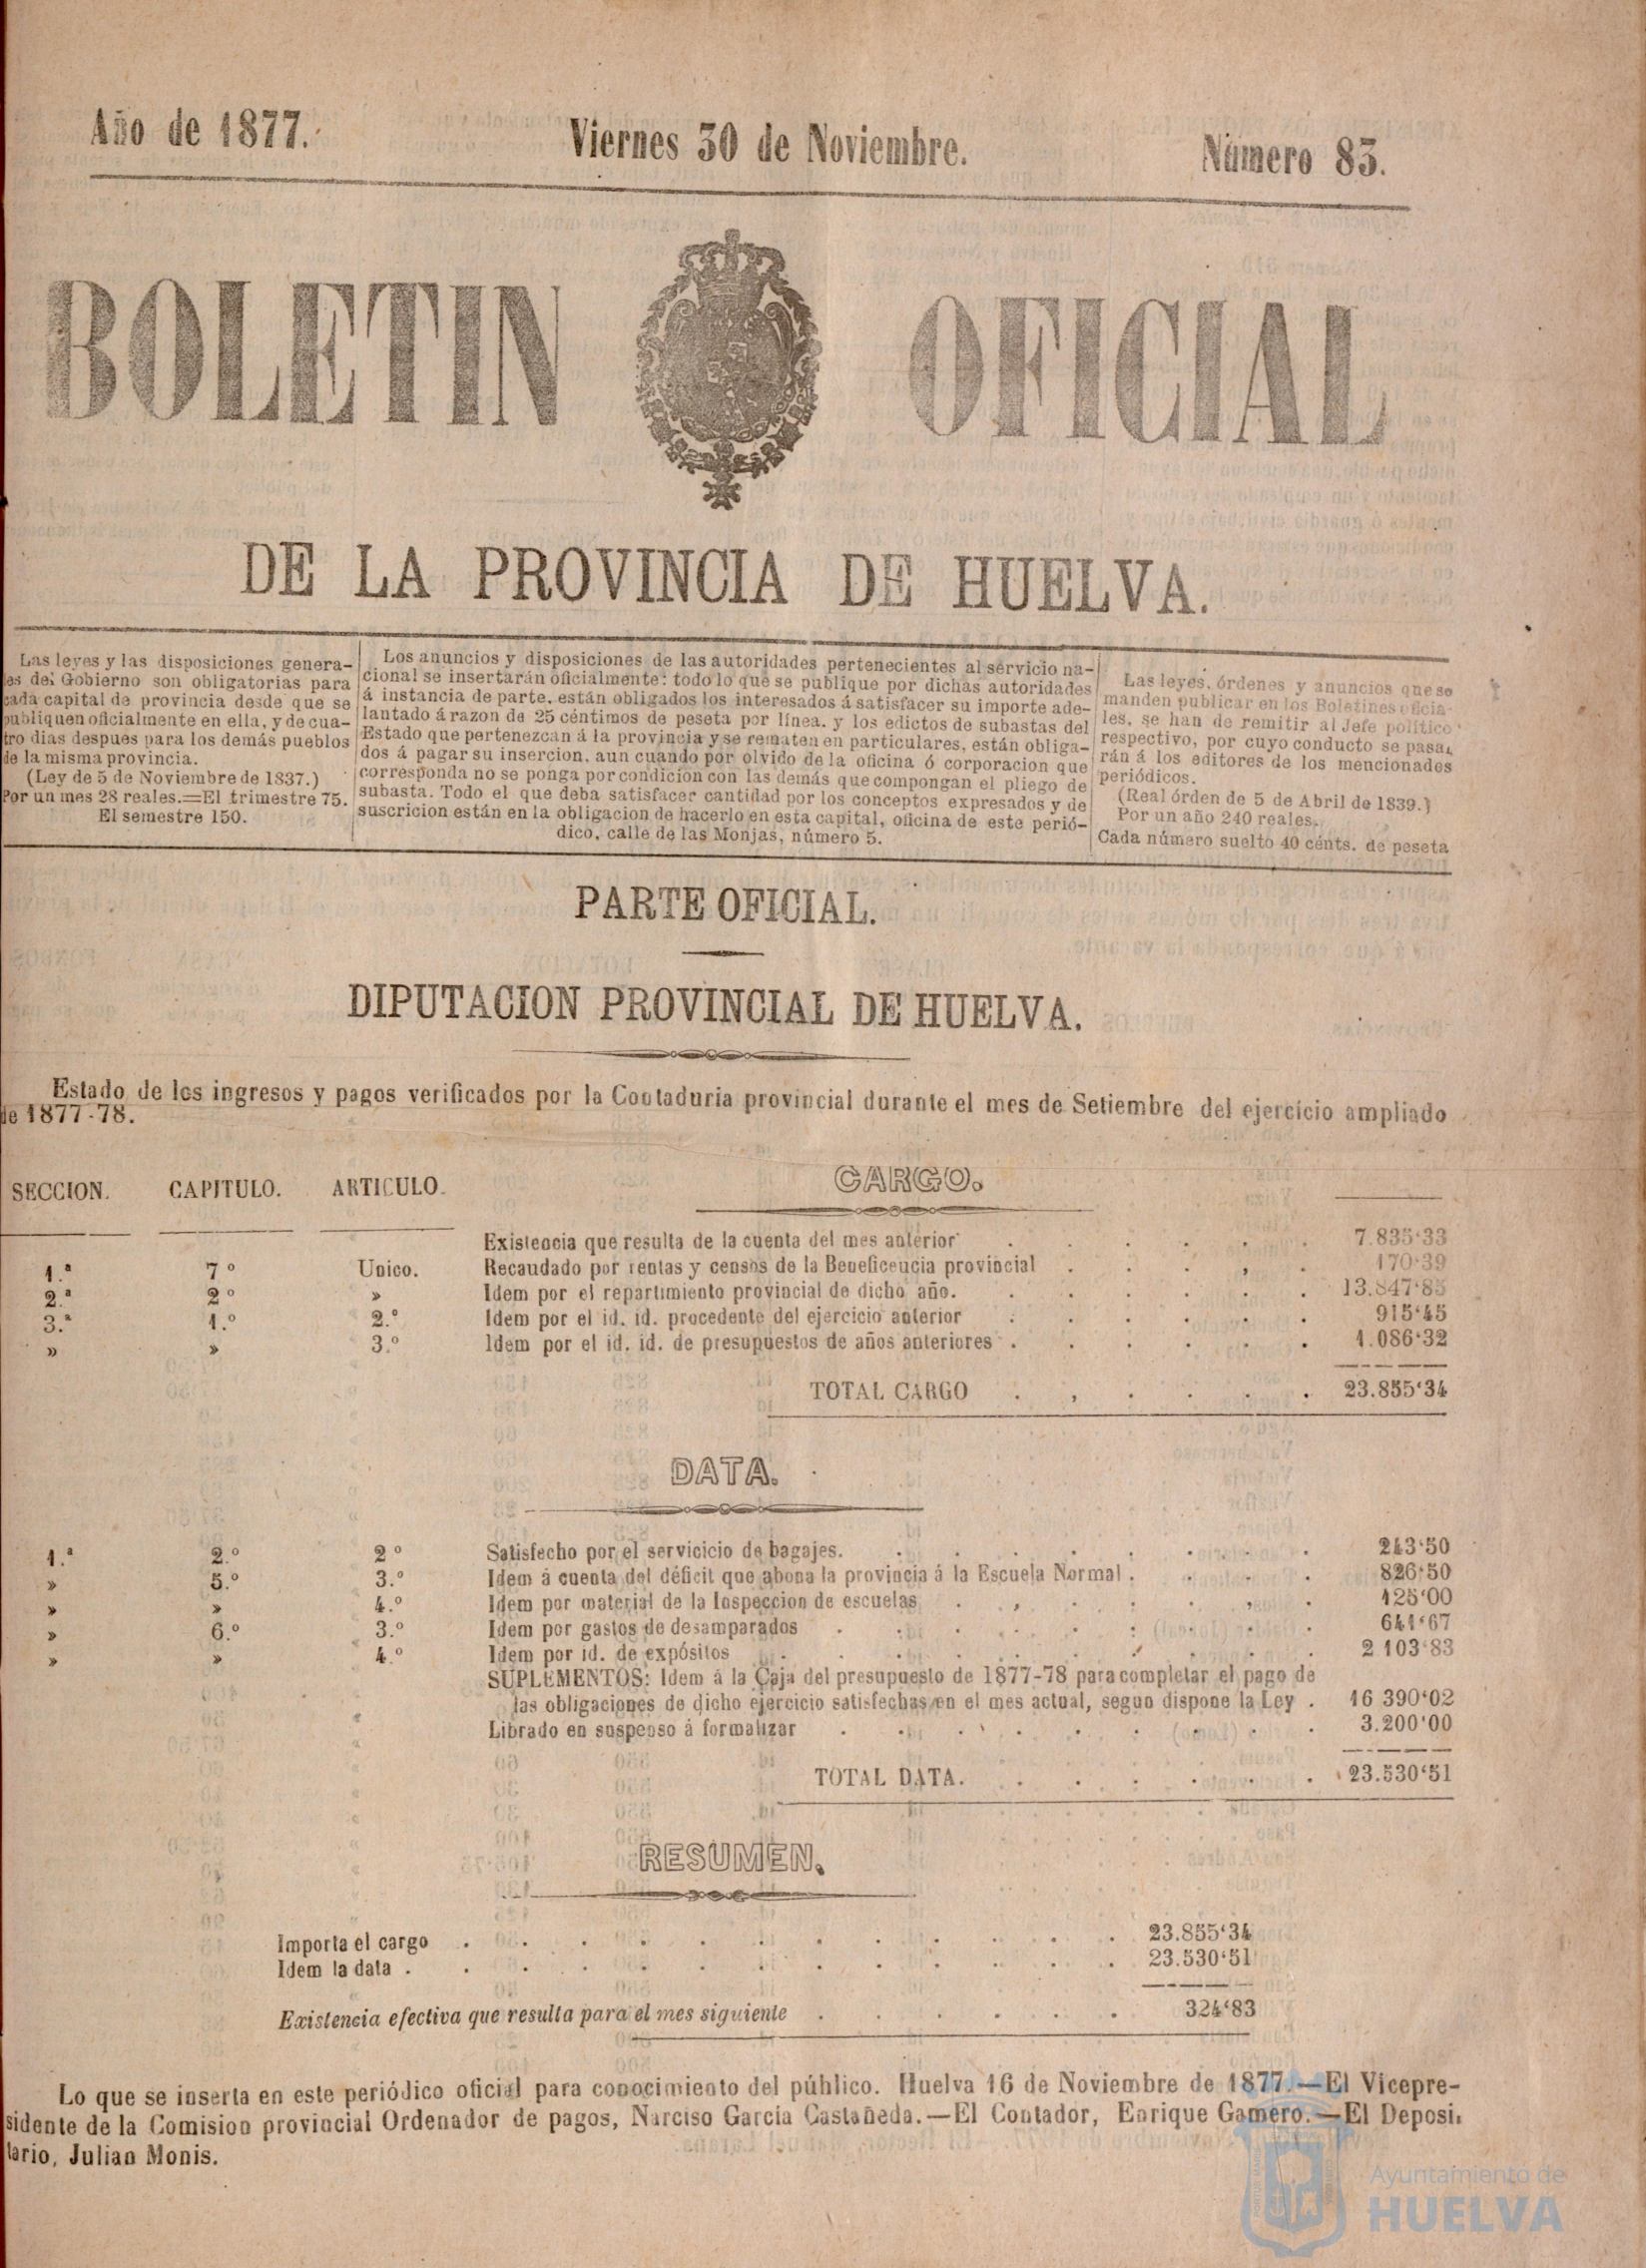 Año de 1877.
Viernes 30 de Noviembre.
Número 83.
BOLETIN OFICIAL
DE LA PROVINCIA DE HUELVA.
Las leyes y las disposiciones genera-
es del Gobierno son obligatorias para
cada capital de provincia desde que se
publiquen oficialmente en ella, y de cua-
tro dias despues para los demás pueblos
de la misma provincia.
(Ley de 5 de Noviembre de 1837.)
Por un mes 28 reales.=El trimestre 75.
El semestre 150.
Los anuncios y disposiciones de las autoridades pertenecientes al servicio na-
cional se insertarán oficialmente: todo lo que se publique por dichas autoridades
á instancia de parte, están obligados los interesados á satisfacer su importe ade-
lantado á razon de 25 céntimos de peseta por línea. y los edictos de subastas del
Estado que pertenezcan á la provincia y se rematen en particulares, están obliga-
dos á pagar su insercion, aun cuando por olvido de la oficina ó corporacion que
corresponda no se ponga por condicion con las demás que compongan el pliego de
subasta. Todo el que deba satisfacer cantidad por los conceptos expresados y de
suscricion están en la obligacion de hacerlo en esta capital, oficina de este perió-
dico, calle de las Monjas, número 5.
Las leyes, órdenes y anuncios que se
manden publicar en los Boletines oficia-
les, se han de remitir al Jefe político
respectivo, por cuyo conducto se pasa-
rán á los editores de los mencionados
periódicos.
(Real órden de 5 de Abril de 1839.)
Por un año 240 reales.
Cada número suelto 40 cénts. de peseta
PARTE OFICIAL.
DIPUTACION PROVINCIAL DE HUELVA.
Estado de los ingresos y pagos verificados por la Contaduría provincial durante el mes de Setiembre del ejercicio ampliado
de 1877-78.
SECCION. CAPITULO. ARTICULO. CARGO.
Existencia que resulta de la cuenta del mes anterior . . . . . 7.835‘33
1.ª 7º Unico. Recaudado por rentas y censos de la Beneficencia provincial . . . , . 170‘39
2.ª 2º » Idem por el repartimiento provincial de dicho año. . . . . . 13.847‘85
3.ª 1.º 2.º Idem por el id. id. procedente del ejercicio anterior . . . . . . 915‘45
» » 3.º Idem por el id. id. de presupuestos de años anteriores . . . . . . 1.086‘32
TOTAL CARGO . , . . . . 23.855‘34
DATA.
1.ª 2.º 2º Satisfecho por el servicicio de bagajes. . . . . . . . 243‘50
» 5.º 3.º Idem á cuenta del déficit que abona la provincia á la Escuela Normal . . . . 826‘50
» » 4.º Idem por material de la Inspeccion de escuelas . , . . . , . 125‘00
» 6.º 3.º Idem por gastos de desamparados . . . . . . . . 641‘67
» » 4.º Idem por id. de expósitos . . . . . . . . 2 103‘83
SUPLEMENTOS: Idem á la Caja del presupuesto de 1877-78 para completar el pago de
las obligaciones de dicho ejercicio satisfechas en el mes actual, segun dispone la Ley . 16 390‘02
Librado en suspenso á formalizar . . . . . . . . . 3.200‘00
TOTAL DATA. . . . . . . 23.530‘51
RESUMEN.
Importa el cargo . . . . . . . . . . . . 23.855‘34
Idem la data . . . . . . . . . . . . . 23.530‘51
Existencia efectiva que resulta para el mes siguiente . . . . . . 324‘83
Lo que se inserta en este periódico oficial para conocimiento del público. Huelva 16 de Noviembre de 1877.—El Vicepre-
sidente de la Comision provincial Ordenador de pagos, Narciso García Castañeda.—El Contador, Enrique Gamero.—El Deposi-
tario, Julian Monis.
Ayuntamiento de
HUELVA